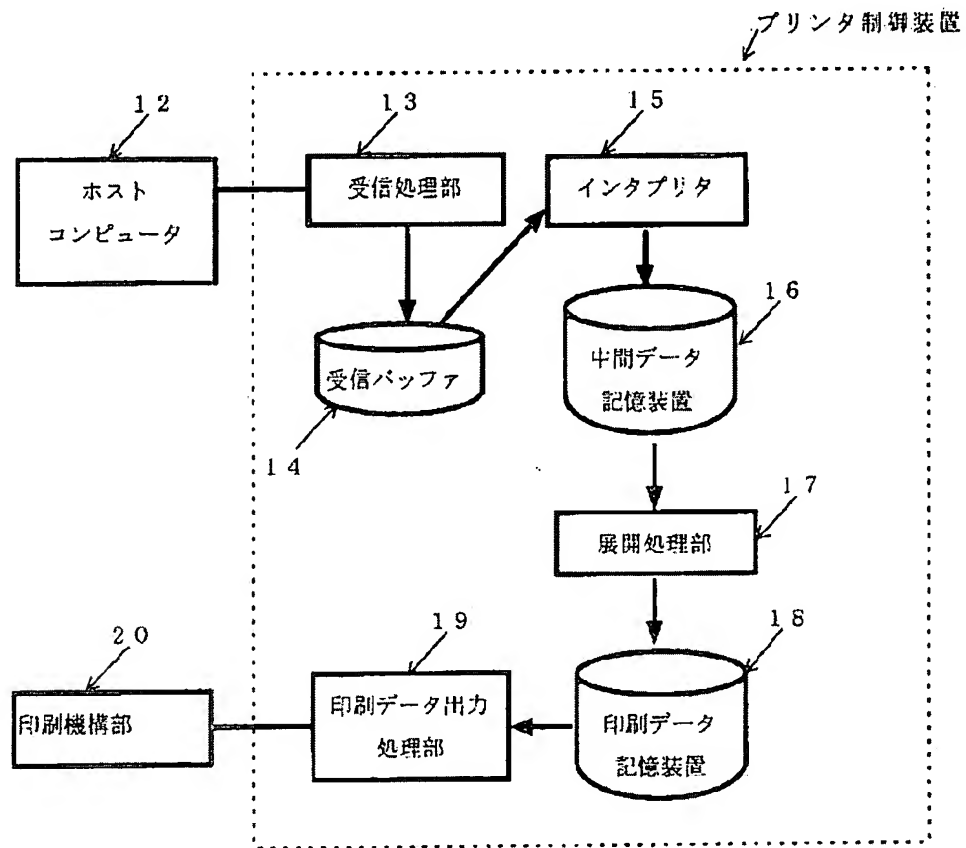 プリンタ制御装置
12
13
15
ホスト
コンピュータ
受信処理部
インタプリタ
16
受信バッファ
中間データ
記憶装置
14
17
展開処理部
19
18
20
印刷機構部
印刷データ出力
処理部
印刷データ
記憶装置